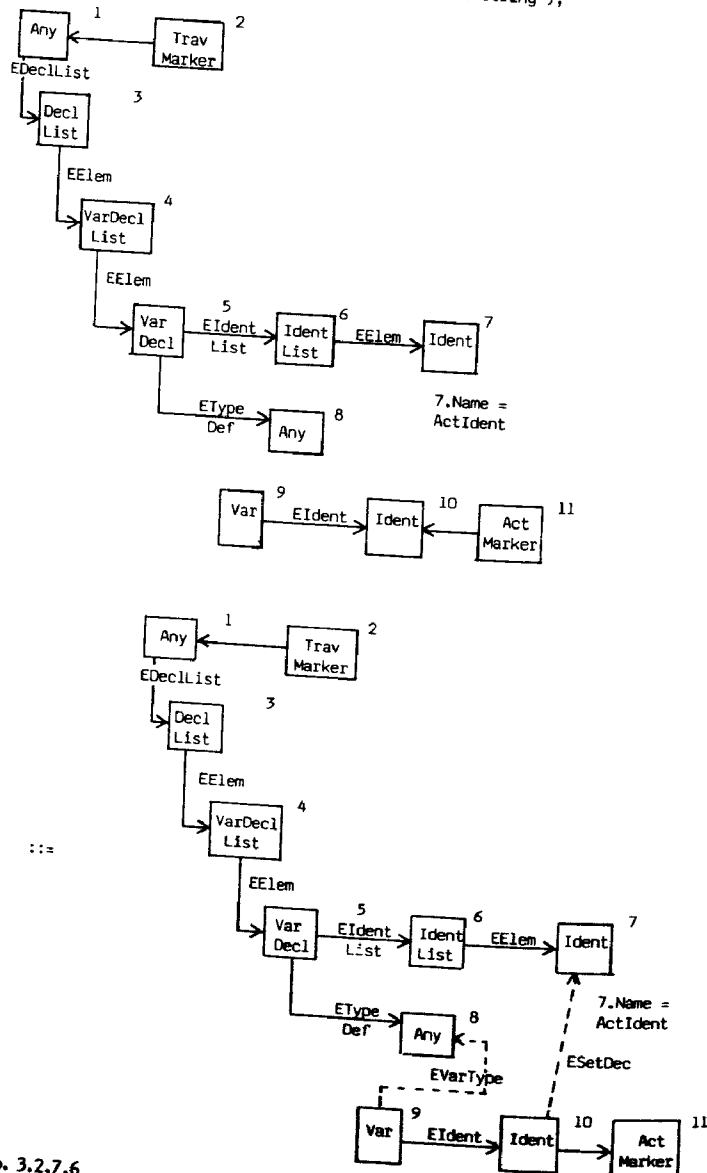 1
2
Any
Trav
Marker
EDeclList
3
Decl
List
EElem
4
VarDecl
List
EElem
5
6
7
Var
Decl
EIdent
List
Ident
List
EElem
Ident
7.Name =
ActIdent
EType
Def
8
Any
9
10
11
Var
EIdent
Ident
Act
Marker
::=
1
2
Any
Trav
Marker
EDeclList
3
Decl
List
EElem
4
VarDecl
List
EElem
5
6
7
Var
Decl
EIdent
List
Ident
List
EElem
Ident
7.Name =
ActIdent
EType
Def
8
Any
EVarType
ESetDec
9
10
11
Var
EIdent
Ident
Act
Marker
3.2.7.6